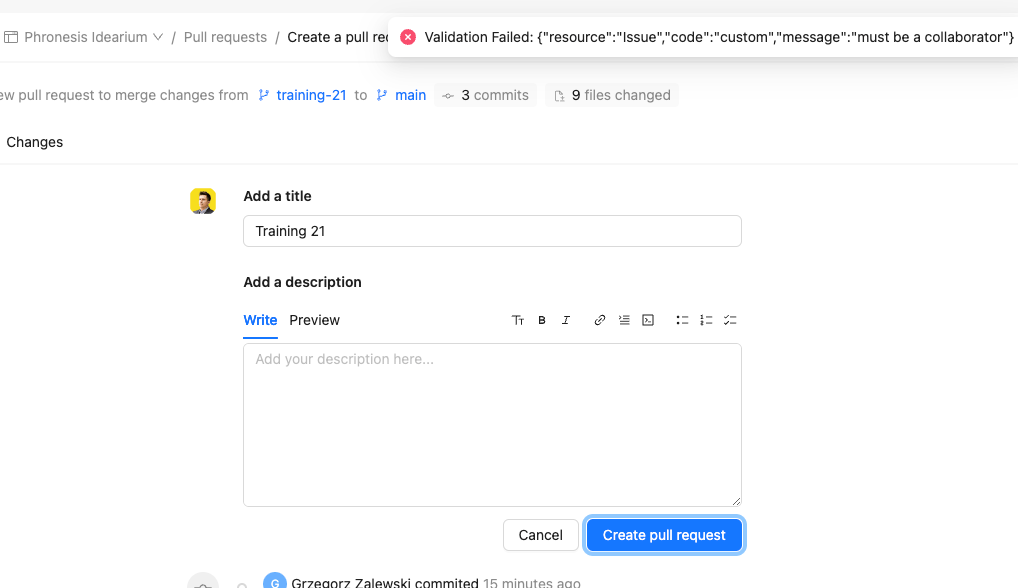 Phronesis Idearium / Pull requests / Create a pull rec
Validation Failed: {"resource":"Issue","code":"custom","message":"must be a collaborator"}
ew pull request to merge changes from training-21 to main 3 commits 9 files changed
Changes
Add a title
Training 21
Add a description
Write Preview
Add your description here...
Cancel Create pull request
G Grzegorz Zalewski commited 15 minutes ago